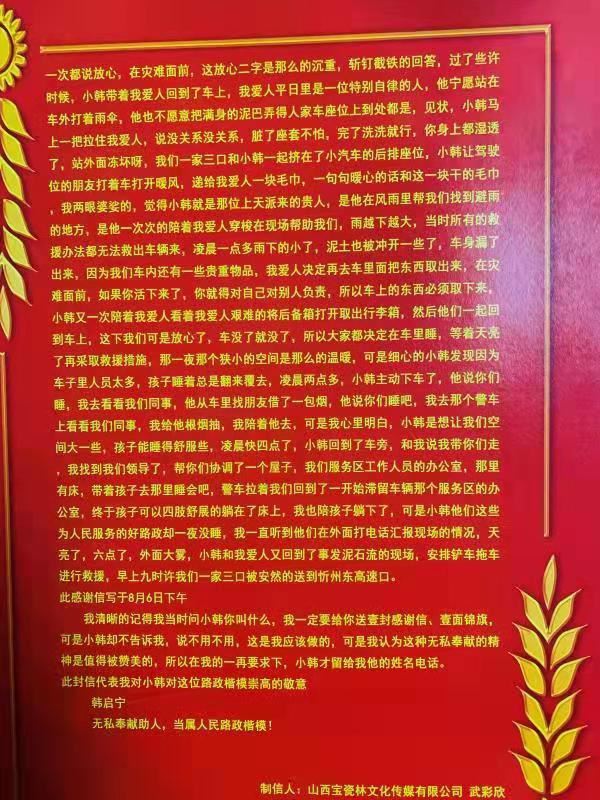 一次都说放心，在灾难面前，这放心二字是那么的沉重，斩钉截铁的回答，过了些许
时候，小韩带着我爱人回到了车上，我爱人平日里是一位特别自律的人，他宁愿站在
车外打着雨伞，他也不愿意把满身的泥巴弄得人家车座位上到处都是，见状，小韩马
上一把拉住我爱人，说没关系没关系，脏了座套不怕，完了洗洗就行，你身上都湿透
了，站外面冻坏呀，我们一家三口和小韩一起挤在了小汽车的后排座位，小韩让驾驶
位的朋友打着车打开暖风，递给我爱人一块毛巾，一句句暖心的话和这一块干的毛巾
，我两眼婆娑的，觉得小韩就是那位上天派来的贵人，是他在风雨里帮我们找到避雨
的地方，是他一次次的陪着我爱人穿梭在现场帮助我们，雨越下越大，当时所有的救
援办法都无法救出车辆来，凌晨一点多雨下的小了，泥土也被冲开一些了，车身漏了
出来，因为我们车内还有一些贵重物品，我爱人决定再去车里面把东西取出来，在灾
难面前，如果你活下来了，你就得对自己对别人负责，所以车上的东西必须取下来。
小韩又一次陪着我爱人看着我爱人艰难的将后备箱打开取出行李箱，然后他们一起回
到车上，这下我们可是放心了，车没了就没了，所以大家都决定在车里睡，等着天亮
了再采取救援措施，那一夜那个狭小的空间是那么的温暖，可是细心的小韩发现因为
车子里人员太多，孩子睡着总是翻来覆去，凌晨两点多，小韩主动下车了，他说你们
睡，我去看看我们同事，他从车里找朋友借了一包烟，他说你们睡吧，我去那个警车
上看看我们同事，我给他根烟抽，我陪着他去，可是我心里明白，小韩是想让我们空
间大一些，孩子能睡得舒服些，凌晨快四点了，小韩回到了车旁，和我说我带你们走
，我找到我们领导了，帮你们协调了一个屋子，我们服务区工作人员的办公室，那里
有床，带着孩子去那里睡会吧，警车拉着我们回到了一开始滞留车辆那个服务区的办
公室，终于孩子可以四肢舒展的躺在了床上，我也陪孩子躺下了，可是小韩他们这些
为人民服务的好路政却一夜没睡，我一直听到他们在外面打电话汇报现场的情况，天
亮了，六点了，外面大雾，小韩和我爱人又回到了事发泥石流的现场，安排铲车拖车
进行救援，早上九时许我们一家三口被安然的送到忻州东高速口。
此感谢信写于8月6日下午
我清晰的记得我当时问小韩你叫什么，我一定要给你送壹封感谢信、壹面锦旗，
可是小韩却不告诉我，说不用不用，这是我应该做的，可是我认为这种无私奉献的精
神是值得被赞美的，所以在我的一再要求下，小韩才留给我他的姓名电话。
此封信代表我对小韩对这位路政楷模崇高的敬意
韩启宁
无私奉献助人，当属人民路政楷模！
制信人：山西宝瓷林文化传媒有限公司 武彩欣